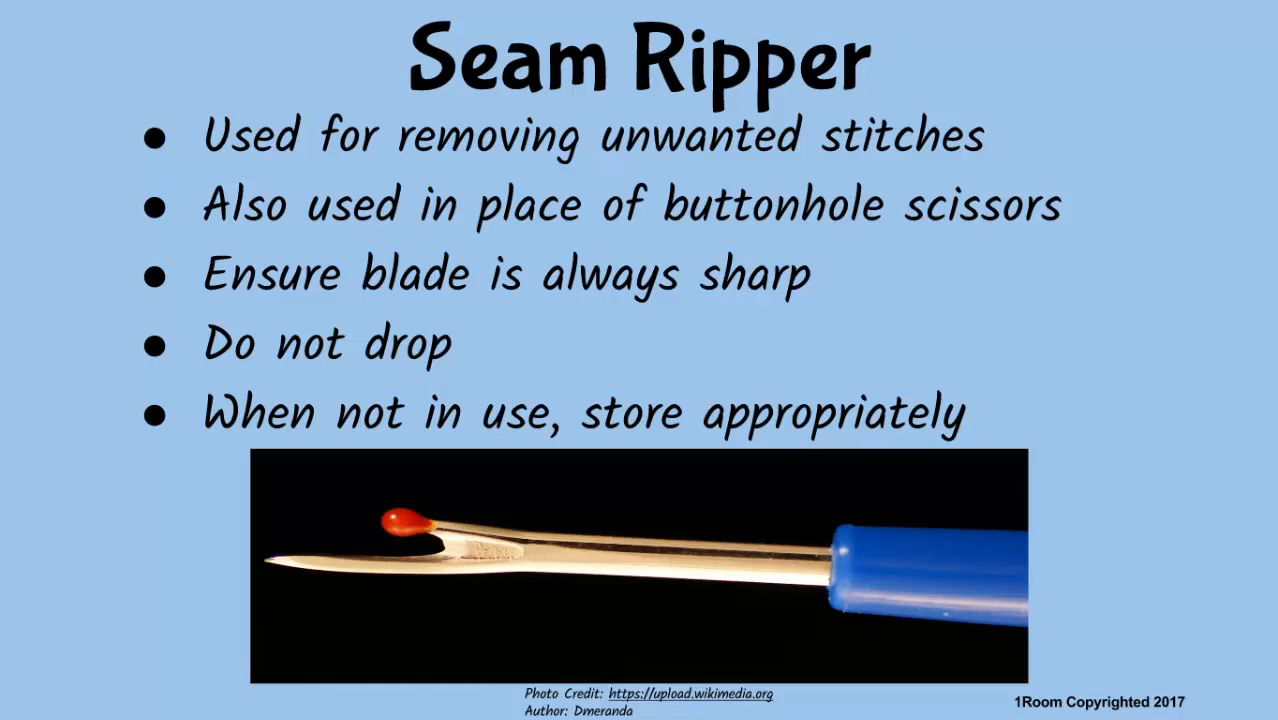 Seam Ripper
● Used for removing unwanted stitches
● Also used in place of buttonhole scissors
● Ensure blade is always sharp
● Do not drop
● When not in use, store appropriately
Photo Credit: https://upload.wikimedia.org
Author: Dmeranda
1Room Copyrighted 2017